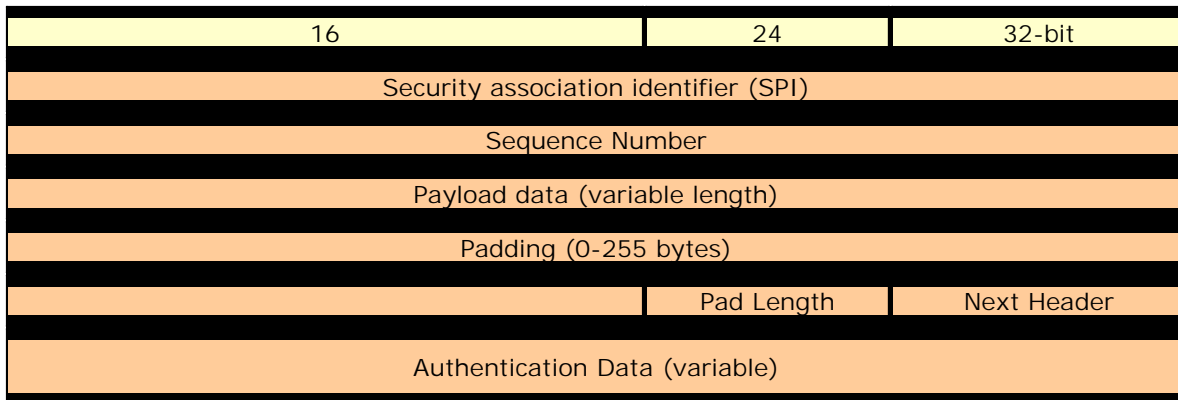 16 24 32-bit
Security association identifier (SPI)
Sequence Number
Payload data (variable length)
Padding (0-255 bytes)
Pad Length Next Header
Authentication Data (variable)